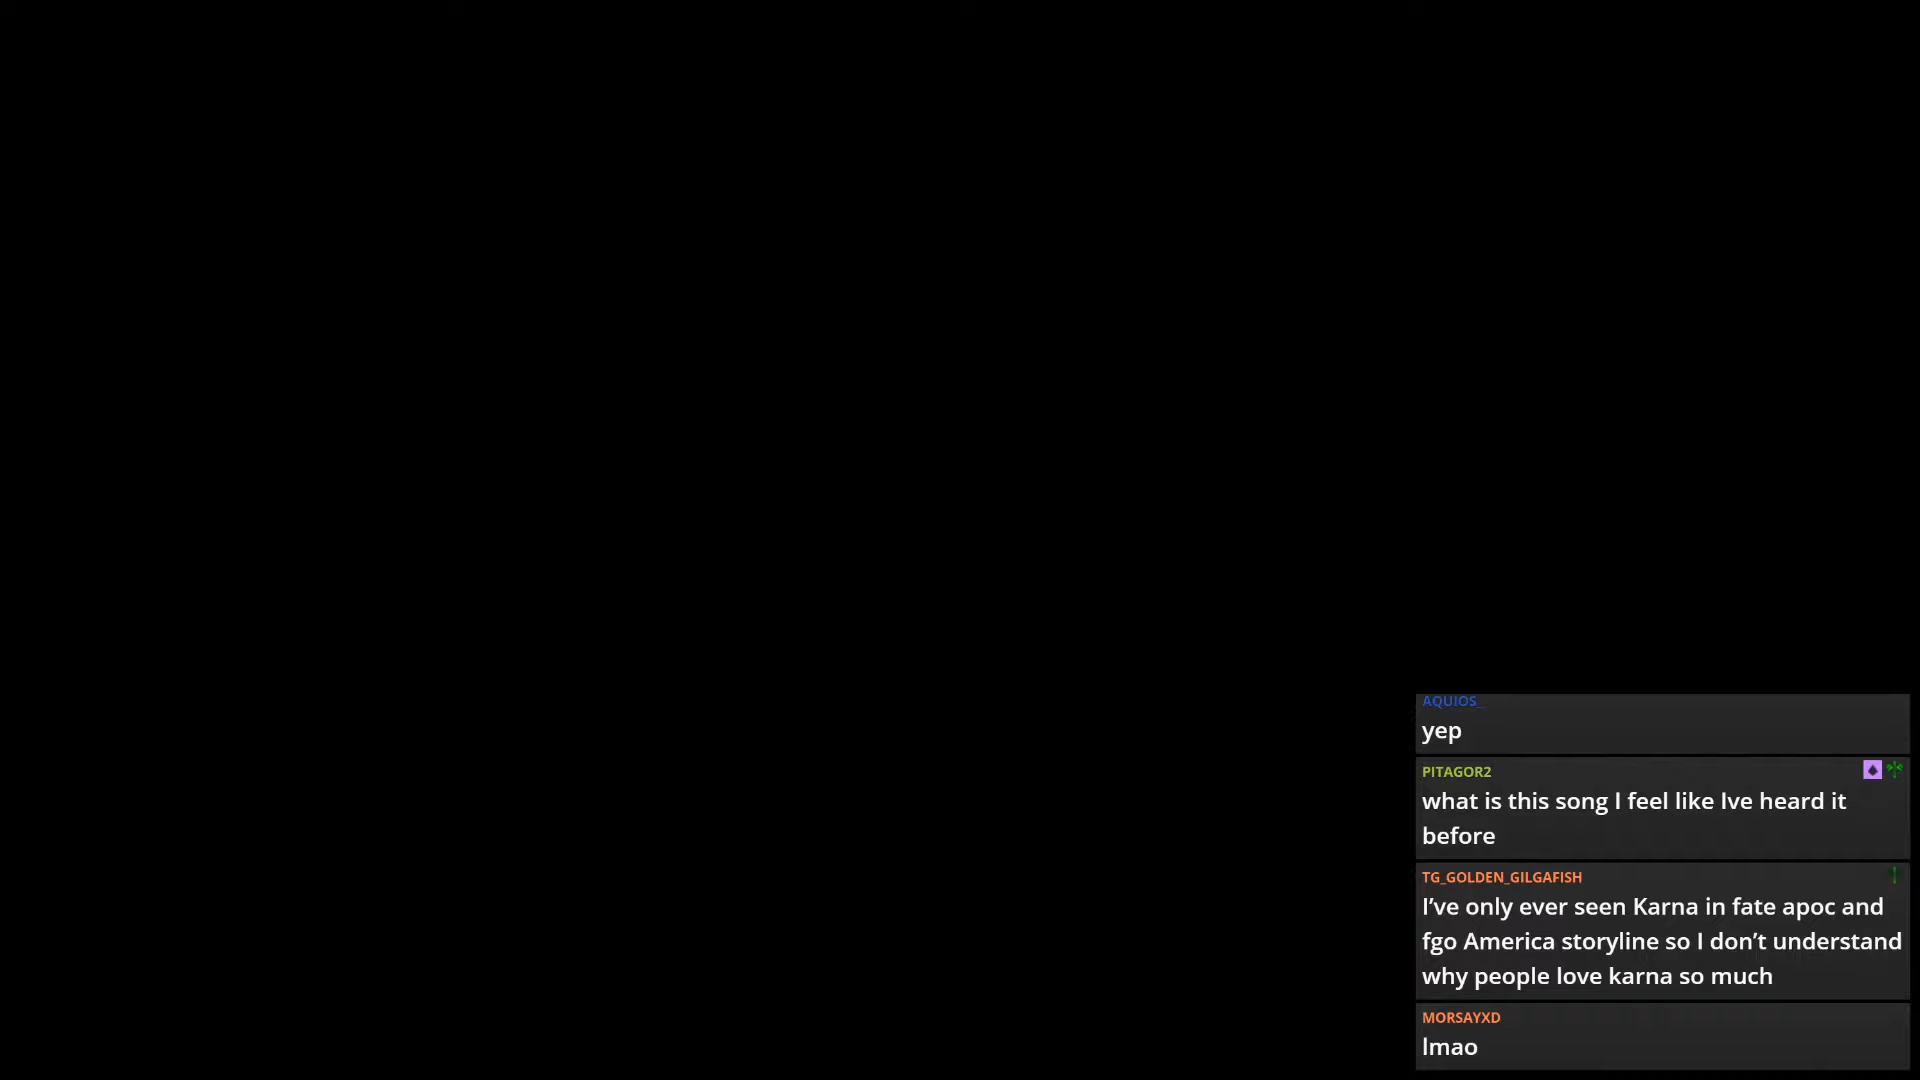 AQUIOS_
yep
PITAGOR2
what is this song I feel like Ive heard it
before
TG_GOLDEN_GILGAFISH
I’ve only ever seen Karna in fate apoc and
fgo America storyline so I don’t understand
why people love karna so much
MORSAYXD
lmao